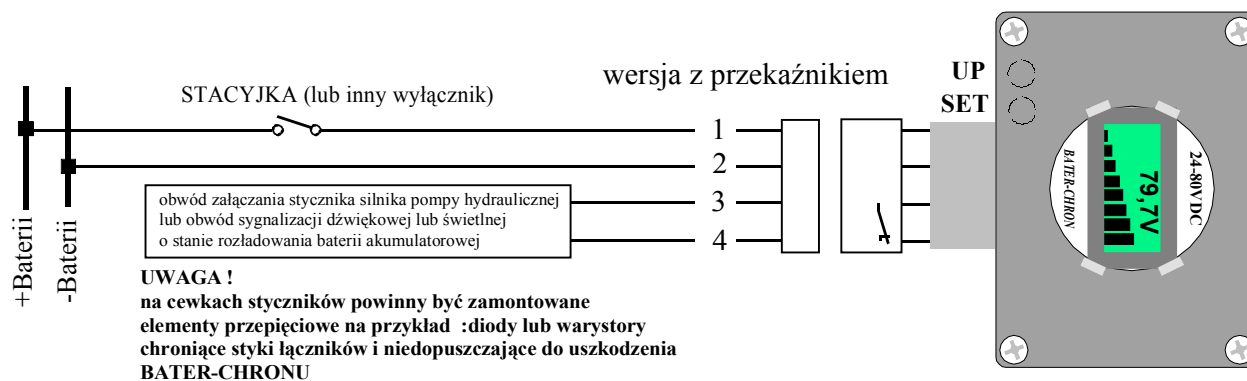 wersja z przekaźnikiem
UP
SET
STACYJKA (lub inny wyłącznik)
1
2
3
4
obwód załączania stycznika silnika pompy hydraulicznej
lub obwód sygnalizacji dźwiękowej lub świetlnej
o stanie rozładowania baterii akumulatorowej
+Baterii
-Baterii
UWAGA !
na cewkach styczników powinny być zamontowane
elementy przepięciowe na przykład :diody lub warystory
chroniące styki łączników i niedopuszczające do uszkodzenia
BATER-CHRONU
24-80V DC
79,7V
BATER-CHRON